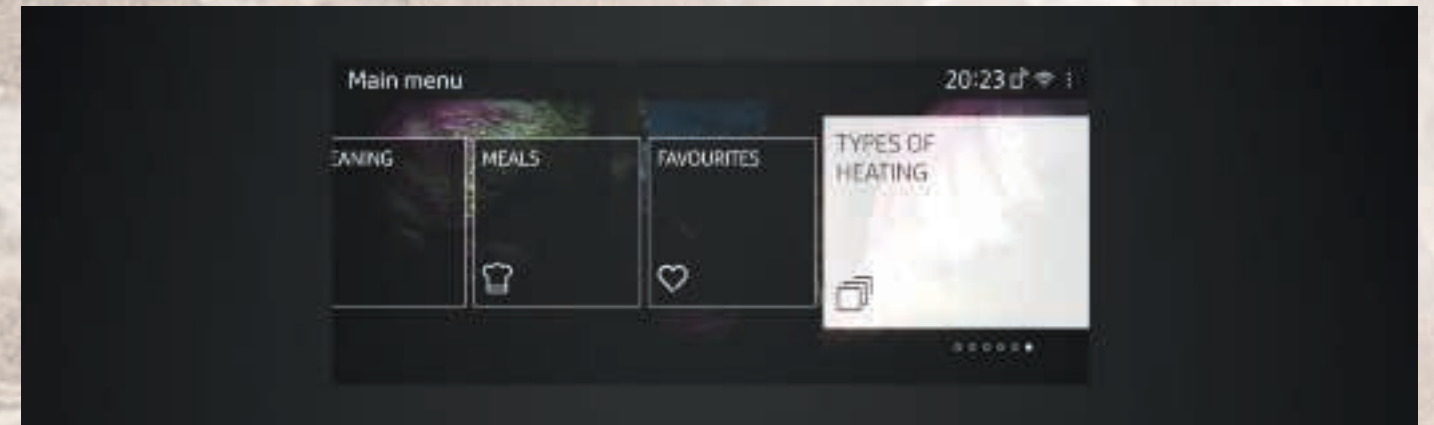 Main menu
20:23
EANING
MEALS
FAVOURITES
TYPES OF
HEATING